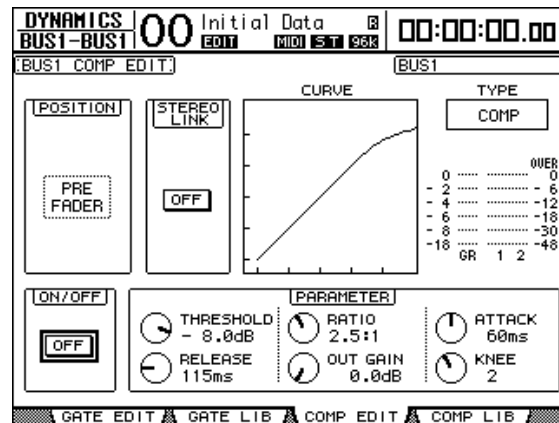 DYNAMICS
BUS1-BUS1
00
Initial Data
R
EDIT
MIDI
ST
96k
00:00:00.00
BUS1 COMP EDIT
BUS1
POSITION
PRE
FADER
STEREO
LINK
OFF
CURVE
TYPE
COMP
OVER
0 0
- 2 - 6
- 4 -12
- 6 -18
- 8 -30
-18 -48
GR 1 2
ON/OFF
OFF
PARAMETER
THRESHOLD
- 8.0dB
RATIO
2.5:1
ATTACK
60ms
RELEASE
115ms
OUT GAIN
0.0dB
KNEE
2
GATE EDIT
GATE LIB
COMP EDIT
COMP LIB